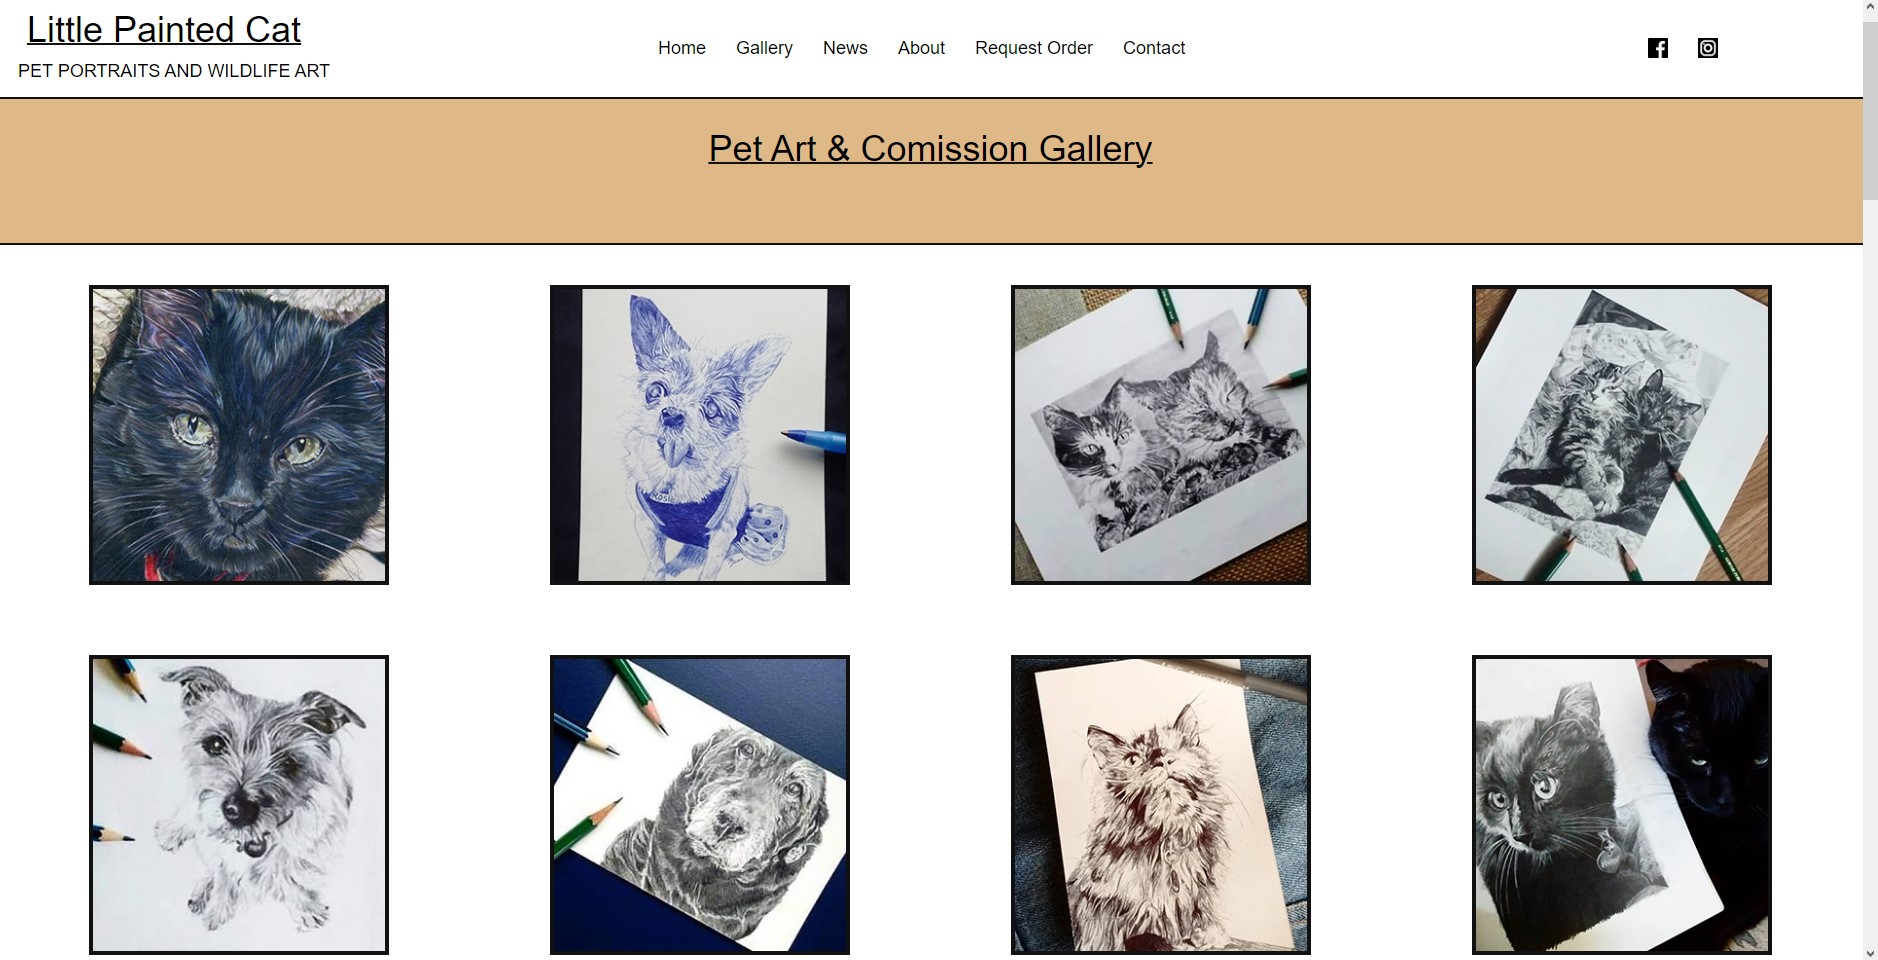 Little Painted Cat
PET PORTRAITS AND WILDLIFE ART
Home Gallery News About Request Order Contact
Pet Art & Comission Gallery